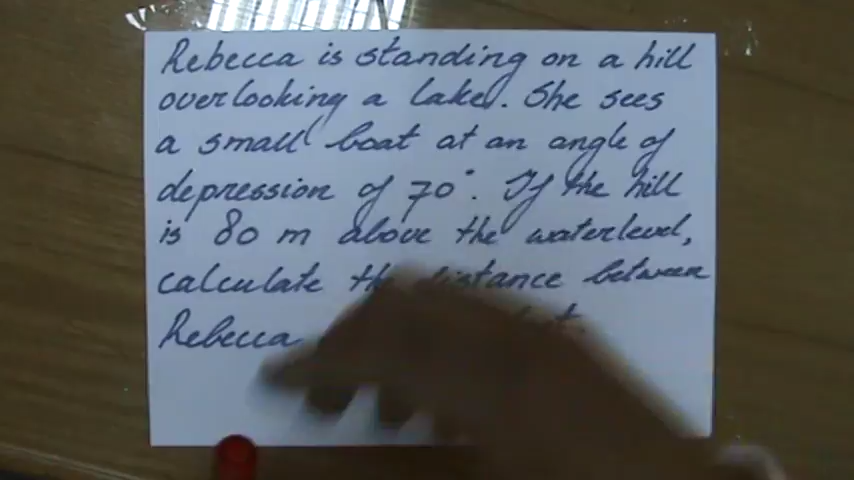 Rebecca is standing on a hill
overlooking a lake. She sees
a small boat at an angle of
depression of 70°. If the hill
is 80 m above the waterlevel,
calculate the distance between
Rebecca